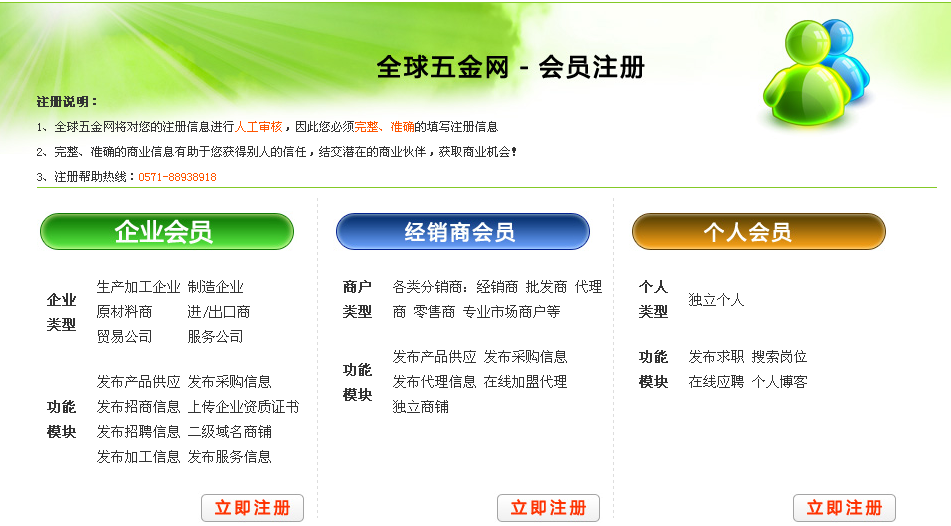 全球五金网 - 会员注册
注册说明：
1、全球五金网将对您的注册信息进行人工审核，因此您必须完整、准确的填写注册信息
2、完整、准确的商业信息有助于您获得别人的信任，结交潜在的商业伙伴，获取商业机会！
3、注册帮助热线：0571-88938918
企业会员
企业
类型
生产加工企业 制造企业
原材料商 进/出口商
贸易公司 服务公司
功能
模块
发布产品供应 发布采购信息
发布招商信息 上传企业资质证书
发布招聘信息 二级域名商铺
发布加工信息 发布服务信息
立即注册
经销商会员
商户
类型
各类分销商: 经销商 批发商 代理
商 零售商 专业市场商户等
功能
模块
发布产品供应 发布采购信息
发布代理信息 在线加盟代理
独立商铺
立即注册
个人会员
个人
类型
独立个人
功能
模块
发布求职 搜索岗位
在线应聘 个人博客
立即注册